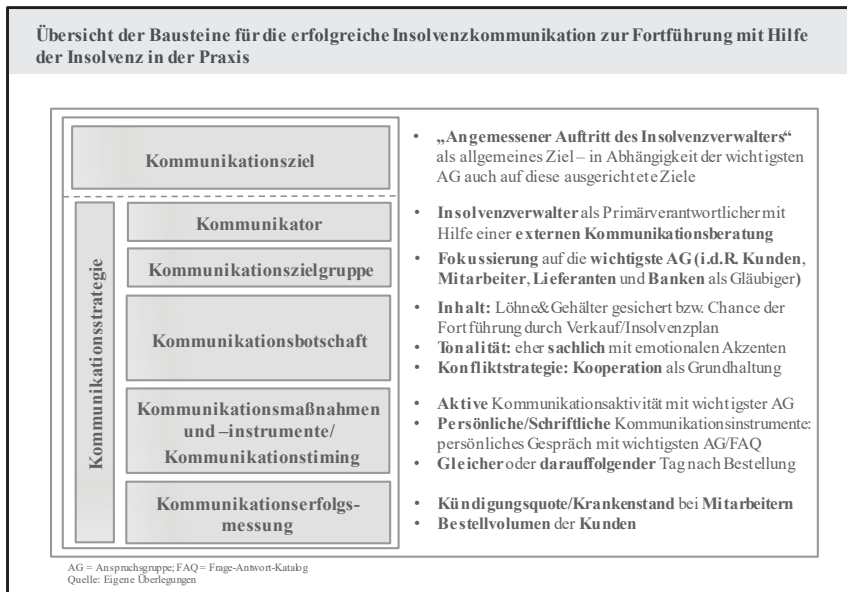 Übersicht der Bausteine für die erfolgreiche Insolvenzkommunikation zur Fortführung mit Hilfe
der Insolvenz in der Praxis
Kommunikationsziel
• „Angemessener Auftritt des Insolvenzverwalters“
als allgemeines Ziel – in Abhängigkeit der wichtigsten
AG auch auf diese ausgerichtete Ziele
Kommunikationsstrategie
Kommunikator
• Insolvenzverwalter als Primärverantwortlicher mit
Hilfe einer externen Kommunikationsberatung
Kommunikationszielgruppe
• Fokussierung auf die wichtigste AG (i.d.R. Kunden,
Mitarbeiter, Lieferanten und Banken als Gläubiger)
Kommunikationsbotschaft
• Inhalt: Löhne&Gehälter gesichert bzw. Chance der
Fortführung durch Verkauf/Insolvenzplan
• Tonalität: eher sachlich mit emotionalen Akzenten
• Konfliktstrategie: Kooperation als Grundhaltung
Kommunikationsmaßnahmen
und –instrumente/
Kommunikationstiming
• Aktive Kommunikationsaktivität mit wichtigster AG
• Persönliche/Schriftliche Kommunikationsinstrumente:
persönliches Gespräch mit wichtigsten AG/FAQ
• Gleicher oder darauffolgender Tag nach Bestellung
Kommunikationserfolgs-
messung
• Kündigungsquote/Krankenstand bei Mitarbeitern
• Bestellvolumen der Kunden
AG = Anspruchsgruppe; FAQ = Frage-Antwort-Katalog
Quelle: Eigene Überlegungen